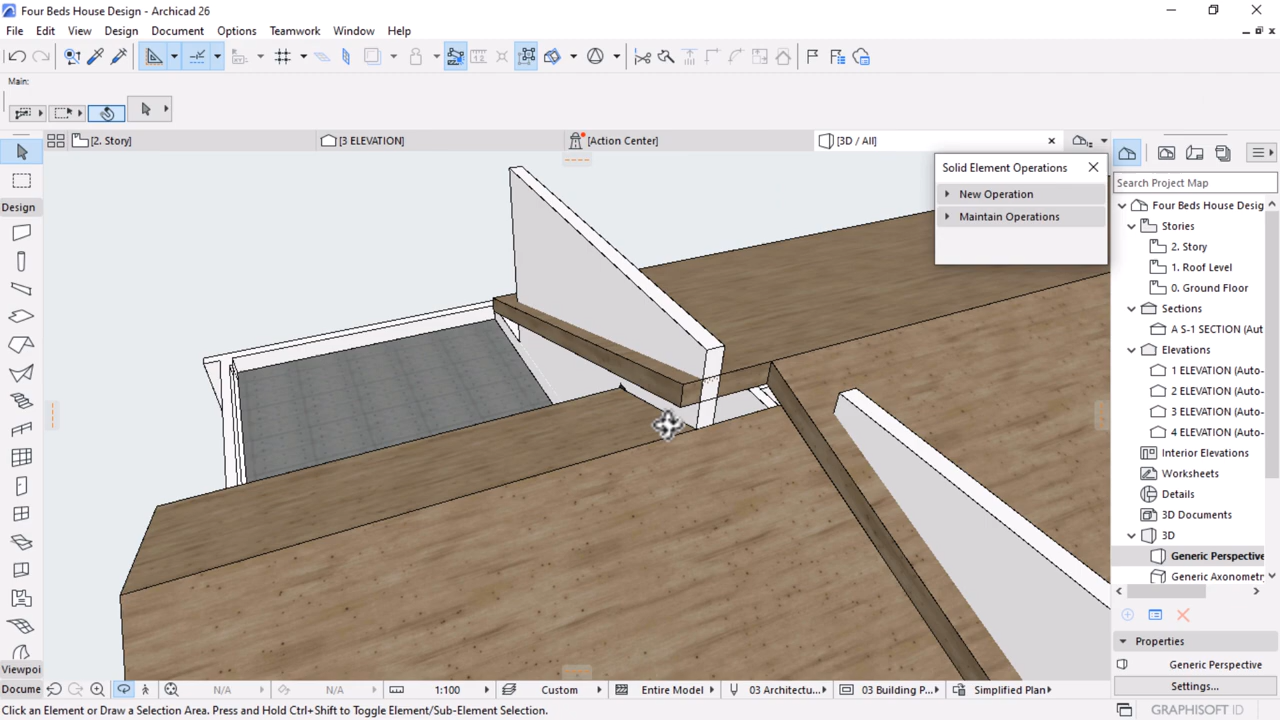 Four Beds House Design - Archicad 26
File Edit View Design Document Options Teamwork Window Help
Main:
[2. Story]
[3 ELEVATION]
[Action Center]
[3D / All]
Solid Element Operations
New Operation
Maintain Operations
Search Project Map
Four Beds House Desig
Stories
2. Story
1. Roof Level
0. Ground Floor
Sections
A S-1 SECTION (Aut
Elevations
1 ELEVATION (Auto-
2 ELEVATION (Auto-
3 ELEVATION (Auto-
4 ELEVATION (Auto-
Interior Elevations
Worksheets
Details
3D Documents
3D
Generic Perspective
Generic Axonometr
Properties
Generic Perspective
Settings...
Design
Viewpoi
Docume
N/A
N/A
1:100
Custom
Entire Model
03 Architectu...
03 Building P...
Simplified Plan
Click an Element or Draw a Selection Area. Press and Hold Ctrl+Shift to Toggle Element/Sub-Element Selection.
GRAPHISOFT ID